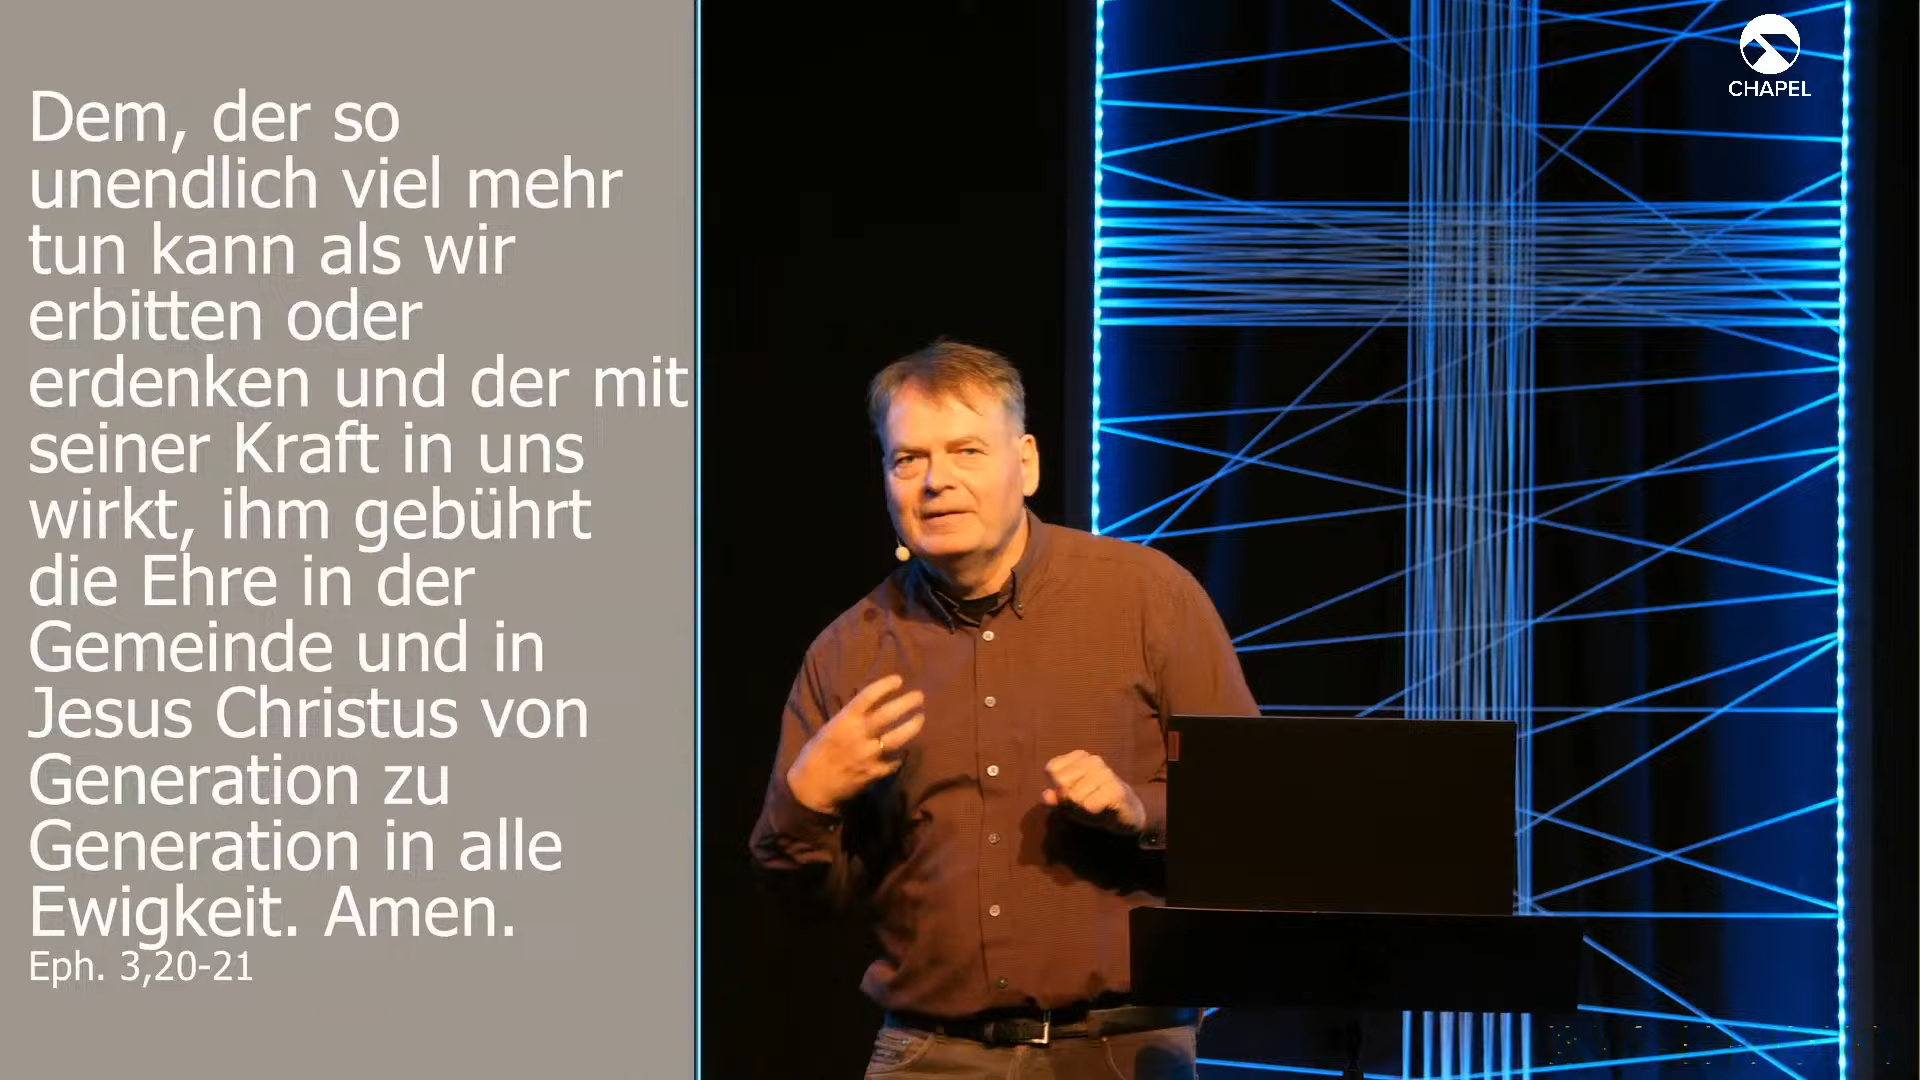 Dem, der so
unendlich viel mehr
tun kann als wir
erbitten oder
erdenken und der mit
seiner Kraft in uns
wirkt, ihm gebührt
die Ehre in der
Gemeinde und in
Jesus Christus von
Generation zu
Generation in alle
Ewigkeit. Amen.
Eph. 3,20-21
CHAPEL